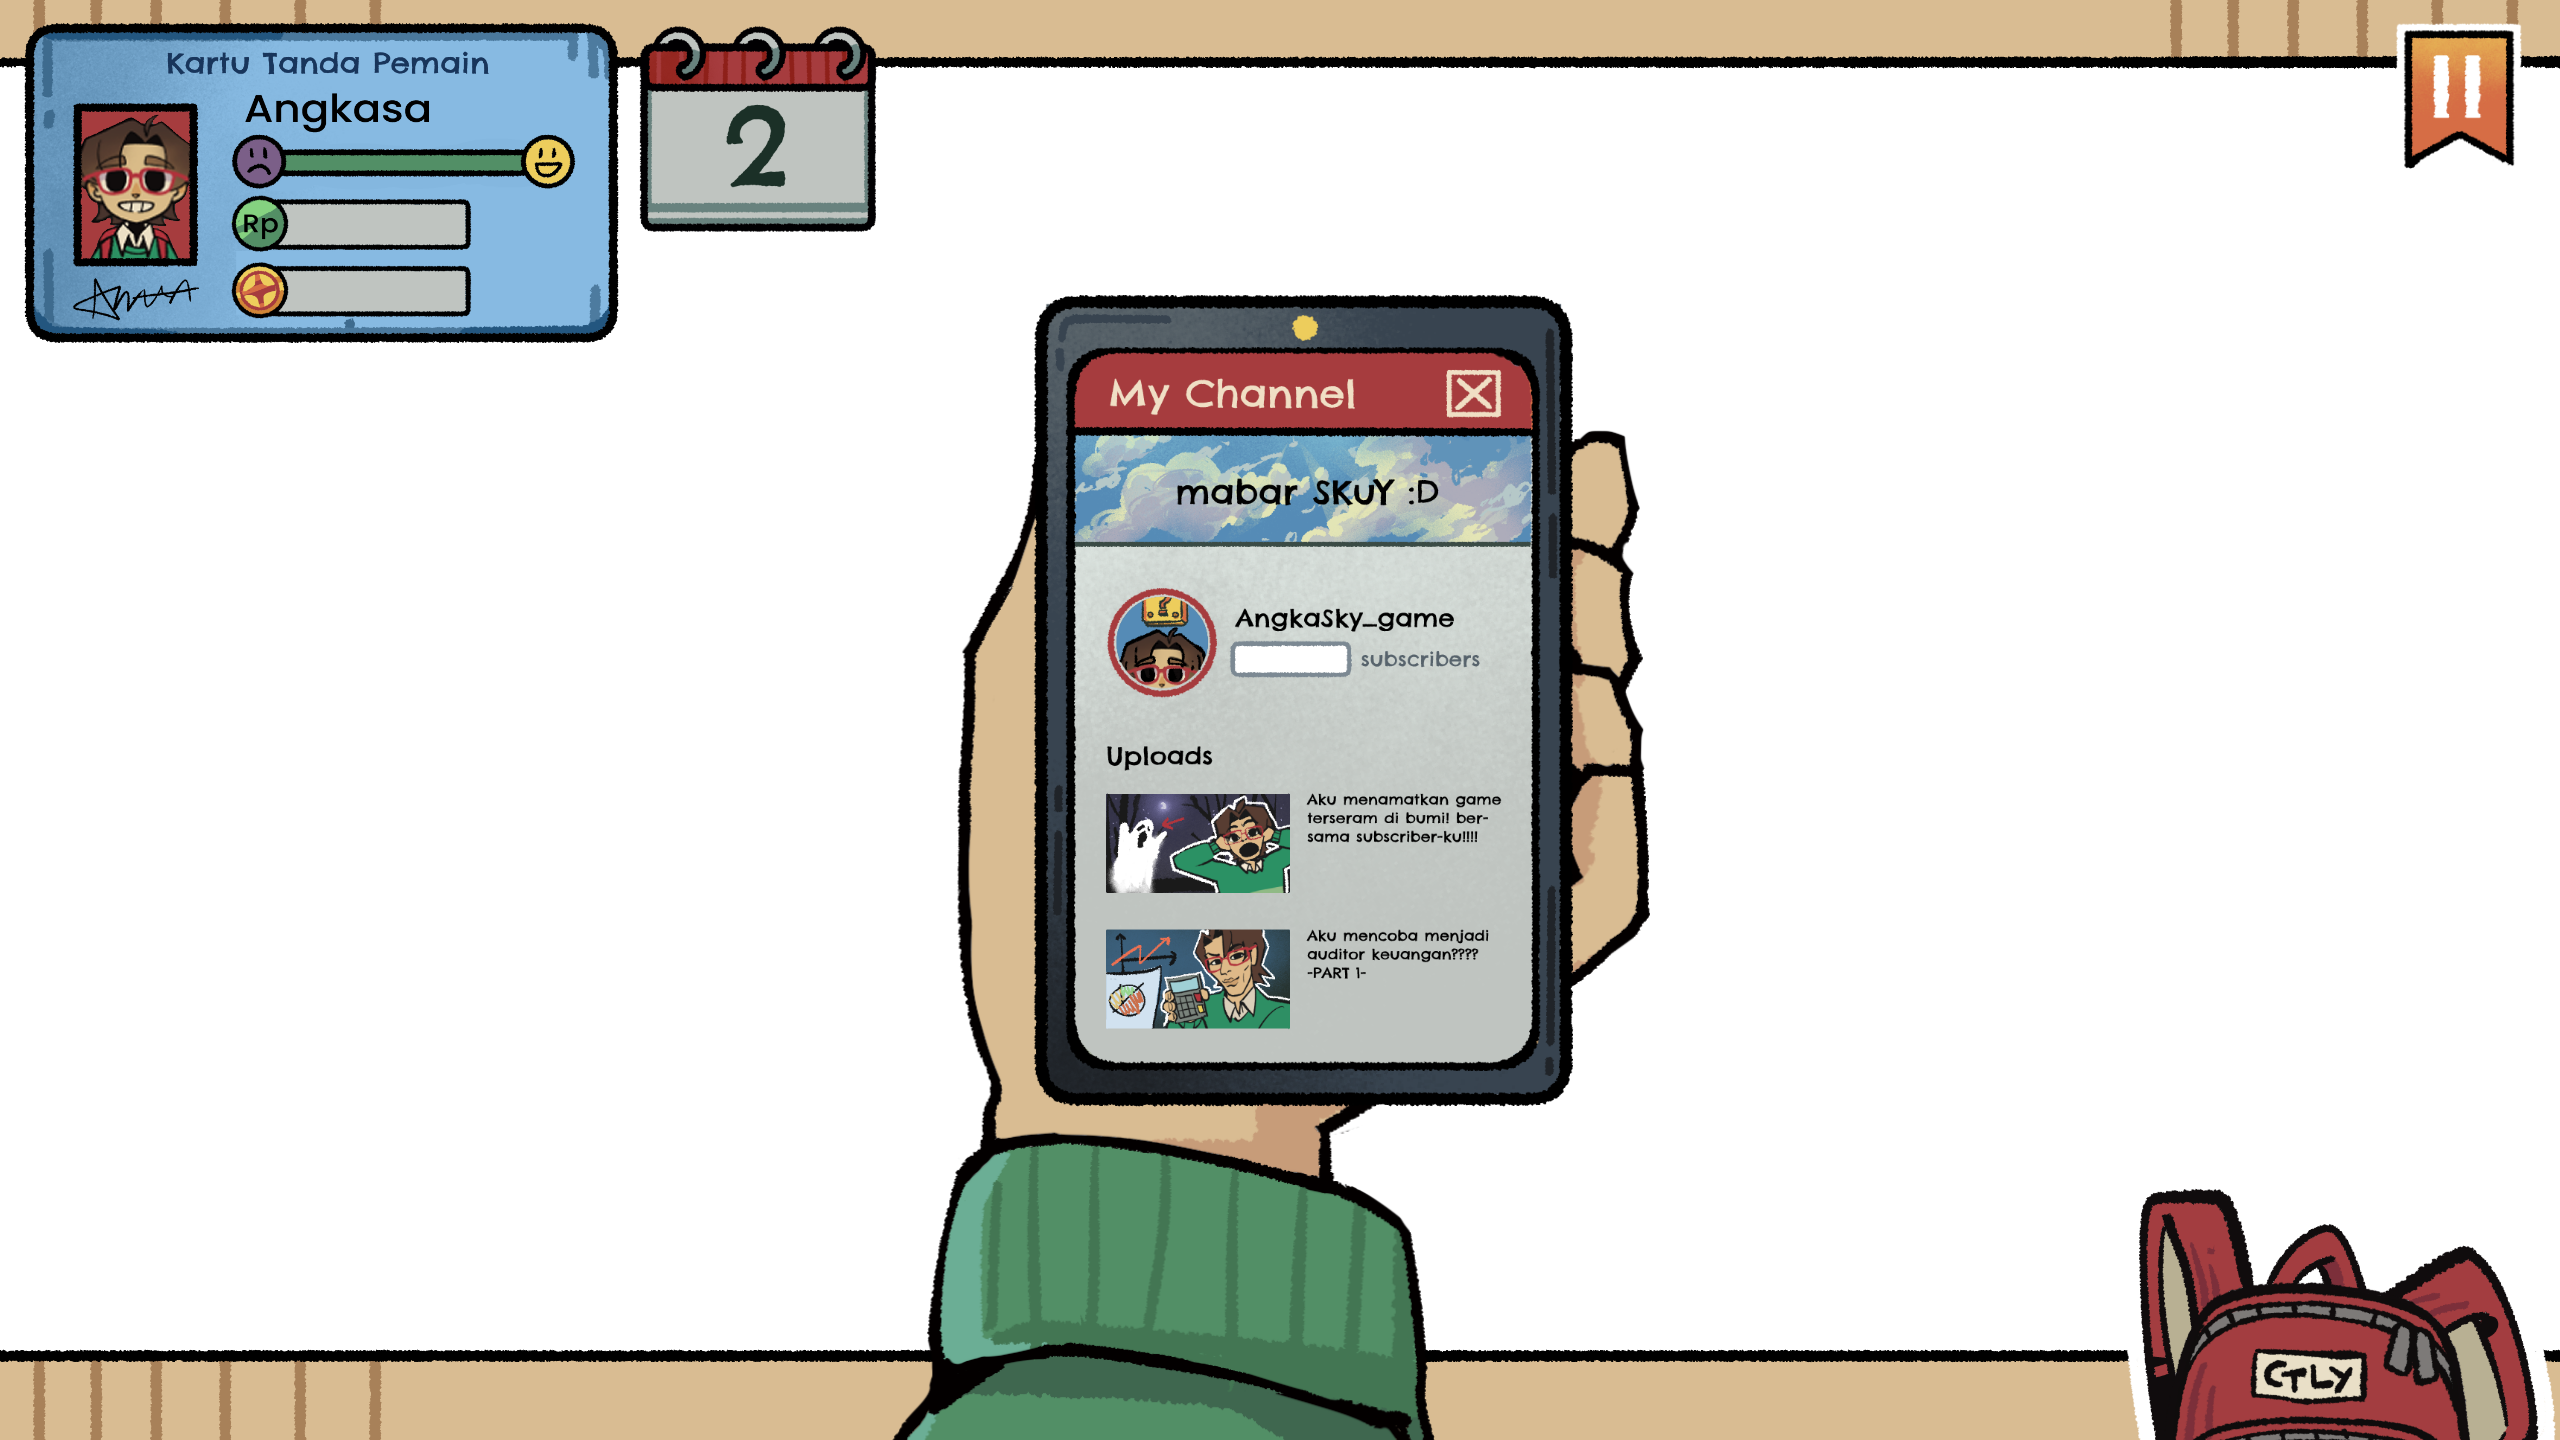 Kartu Tanda Pemain
Angkasa
Rp
2
My Channel
mabar SKuY :D
AngkaSky_game
subscribers
Uploads
Aku menamatkan game
terseram di bumi! ber-
sama subscriber-ku!!!!
Aku mencoba menjadi
auditor keuangan????
-PART 1-
CTLY